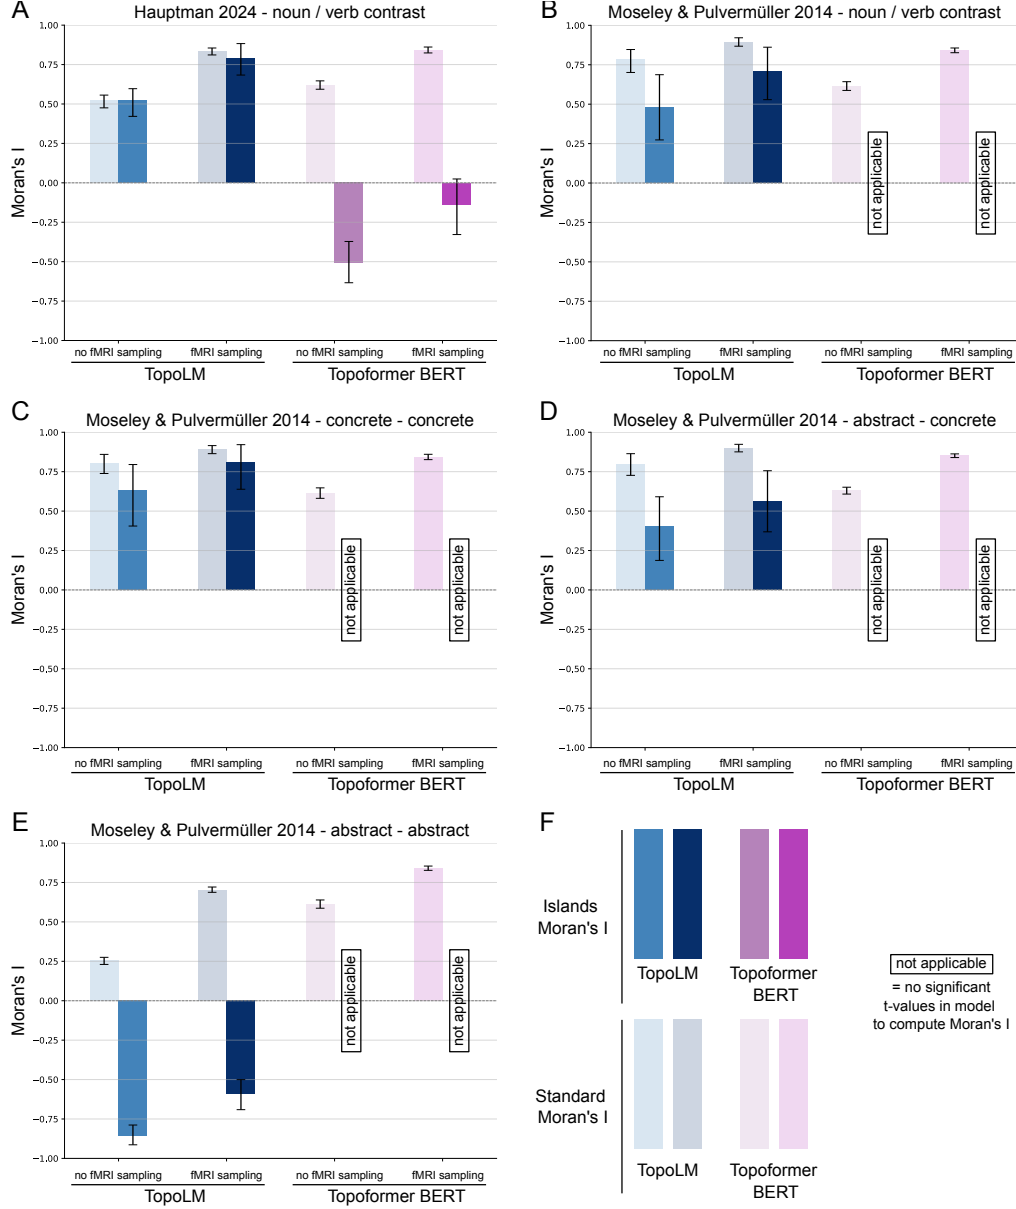 A
Hauptman 2024 - noun / verb contrast
1.00
0.75
0.50
0.25
0.00
−0.25
−0.50
−0.75
−1.00
Moran's I
no fMRI sampling
fMRI sampling
no fMRI sampling
fMRI sampling
TopoLM
Topoformer BERT
B
Moseley & Pulvermüller 2014 - noun / verb contrast
1.00
0.75
0.50
0.25
0.00
−0.25
−0.50
−0.75
−1.00
Moran's I
not applicable
not applicable
no fMRI sampling
fMRI sampling
no fMRI sampling
fMRI sampling
TopoLM
Topoformer BERT
C
Moseley & Pulvermüller 2014 - concrete - concrete
1.00
0.75
0.50
0.25
0.00
−0.25
−0.50
−0.75
−1.00
Moran's I
not applicable
not applicable
no fMRI sampling
fMRI sampling
no fMRI sampling
fMRI sampling
TopoLM
Topoformer BERT
D
Moseley & Pulvermüller 2014 - abstract - concrete
1.00
0.75
0.50
0.25
0.00
−0.25
−0.50
−0.75
−1.00
Moran's I
not applicable
not applicable
no fMRI sampling
fMRI sampling
no fMRI sampling
fMRI sampling
TopoLM
Topoformer BERT
E
Moseley & Pulvermüller 2014 - abstract - abstract
1.00
0.75
0.50
0.25
0.00
−0.25
−0.50
−0.75
−1.00
Moran's I
not applicable
not applicable
no fMRI sampling
fMRI sampling
no fMRI sampling
fMRI sampling
TopoLM
Topoformer BERT
F
Islands
Moran's I
TopoLM
Topoformer
BERT
Standard
Moran's I
TopoLM
Topoformer
BERT
not applicable
= no significant
t-values in model
to compute Moran's I